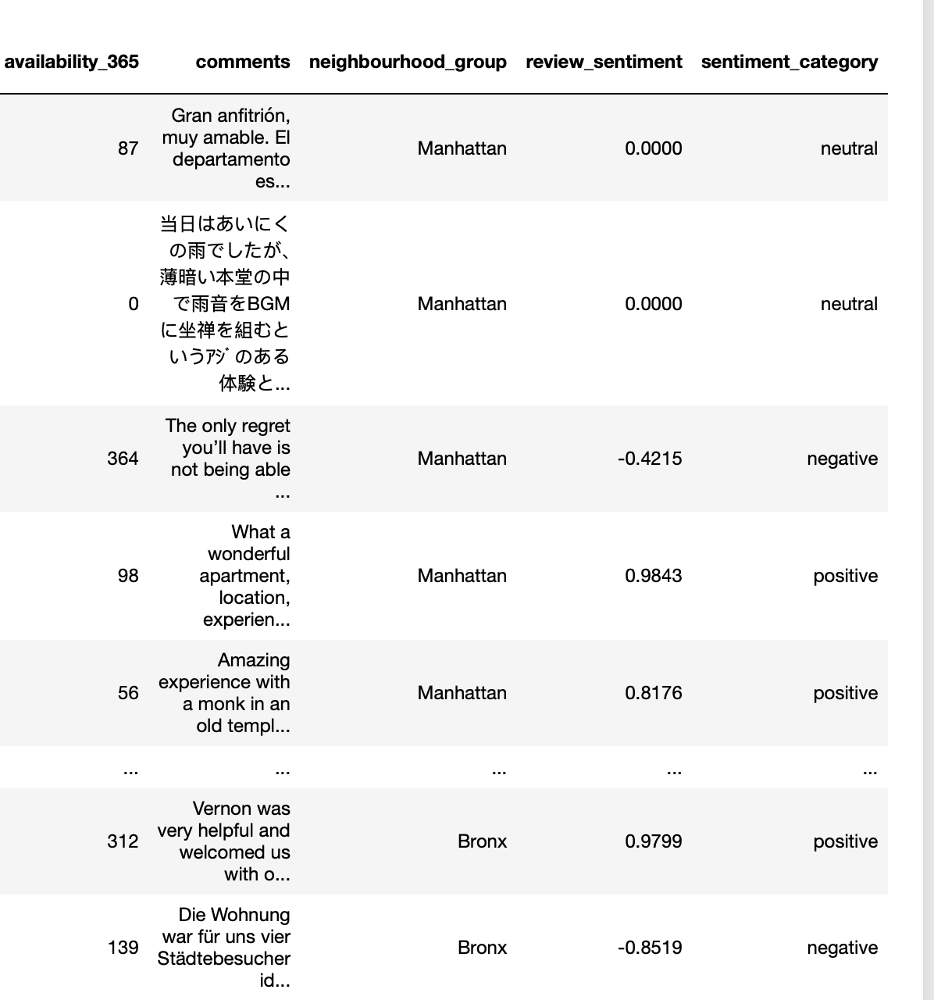 availability_365 comments neighbourhood_group review_sentiment sentiment_category
Gran anfitrión,
muy amable. El
departamento
es...
87 Manhattan 0.0000 neutral
当日はあいにく
の雨でしたが、
薄暗い本堂の中
で雨音をBGM
に坐禅を組むと
いうｱｼﾞのある
体験と...
0 Manhattan 0.0000 neutral
The only regret
you’ll have is
not being able
...
364 Manhattan -0.4215 negative
What a
wonderful
apartment,
location,
experien...
98 Manhattan 0.9843 positive
Amazing
experience with
a monk in an
old templ...
56 Manhattan 0.8176 positive
... ... ... ... ...
Vernon was
very helpful and
welcomed us
with o...
312 Bronx 0.9799 positive
Die Wohnung
war für uns vier
Städtebesucher
id...
139 Bronx -0.8519 negative